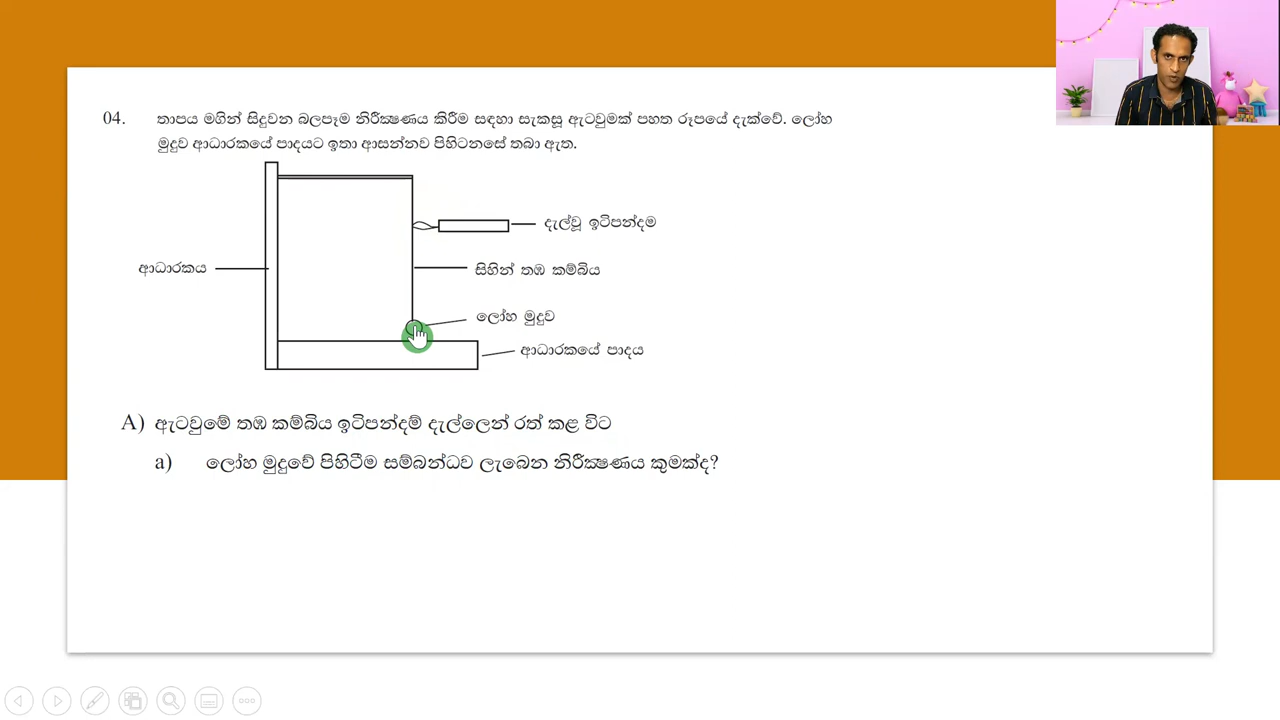 04. තාපය මගින් සිදුවන බලපෑම නිරීක්‍ෂණය කිරීම සඳහා සැකසූ ඇටවුමක් පහත රූපයේ දැක්වේ. ලෝහ
මුදුව ආධාරකයේ පාදයට ඉතා ආසන්නව පිහිටනසේ තබා ඇත.
දැල්වූ ඉටිපන්දම
ආධාරකය
සිහින් තඹ කම්බිය
ලෝහ මුදුව
ආධාරකයේ පාදය
A) ඇටවුමේ තඹ කම්බිය ඉටිපන්දම් දැල්ලෙන් රත් කළ විට
a) ලෝහ මුදුවේ පිහිටීම සම්බන්ධව ලැබෙන නිරීක්‍ෂණය කුමක්ද?